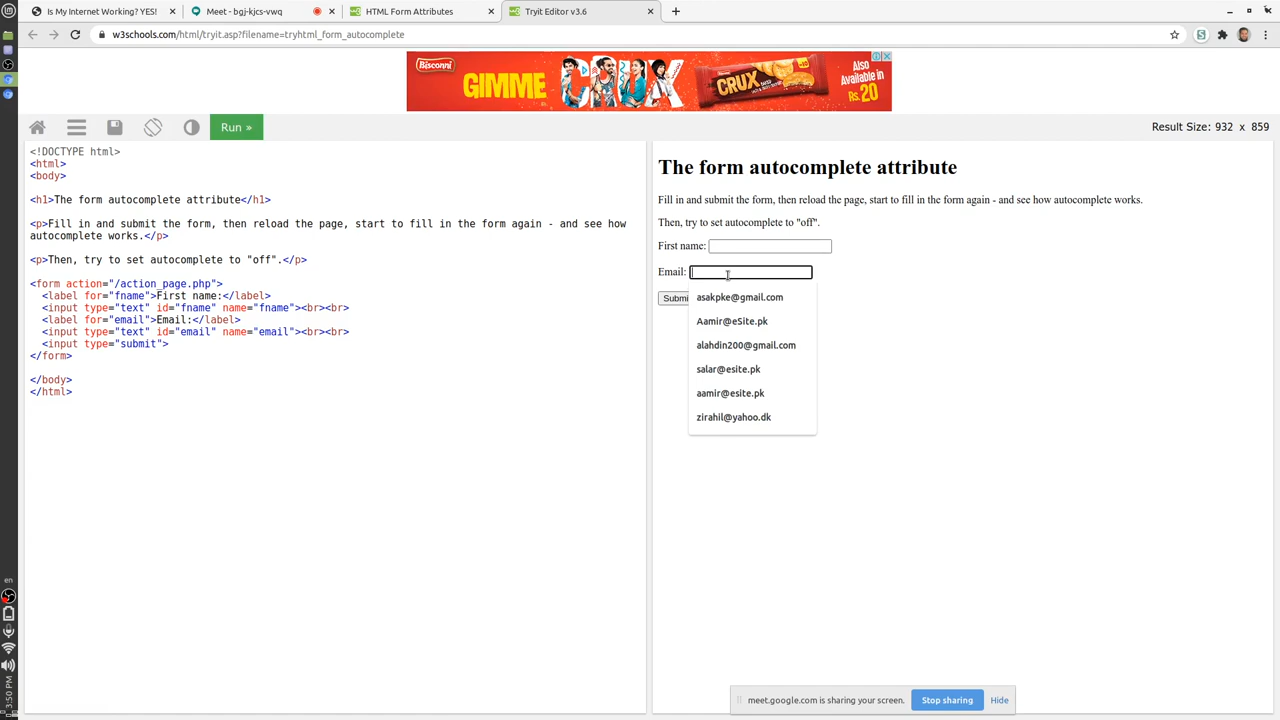 Is My Internet Working? YES!
Meet - bgj-kjcs-vwq
HTML Form Attributes
Tryit Editor v3.6
w3schools.com/html/tryit.asp?filename=tryhtml_form_autocomplete
Bisconni
GIMME CRUX
CRUX
Also
Available in
Rs. 20
Run »
Result Size: 932 x 859
<!DOCTYPE html>
<html>
<body>
<h1>The form autocomplete attribute</h1>
<p>Fill in and submit the form, then reload the page, start to fill in the form again - and see how
autocomplete works.</p>
<p>Then, try to set autocomplete to "off".</p>
<form action="/action_page.php">
<label for="fname">First name:</label>
<input type="text" id="fname" name="fname"><br><br>
<label for="email">Email:</label>
<input type="text" id="email" name="email"><br><br>
<input type="submit">
</form>
</body>
</html>
The form autocomplete attribute
Fill in and submit the form, then reload the page, start to fill in the form again - and see how autocomplete works.
Then, try to set autocomplete to "off".
First name:
Email:
Submi
asakpke@gmail.com
Aamir@eSite.pk
alahdin200@gmail.com
salar@esite.pk
aamir@esite.pk
zirahil@yahoo.dk
en
3:50 PM
meet.google.com is sharing your screen.
Stop sharing
Hide